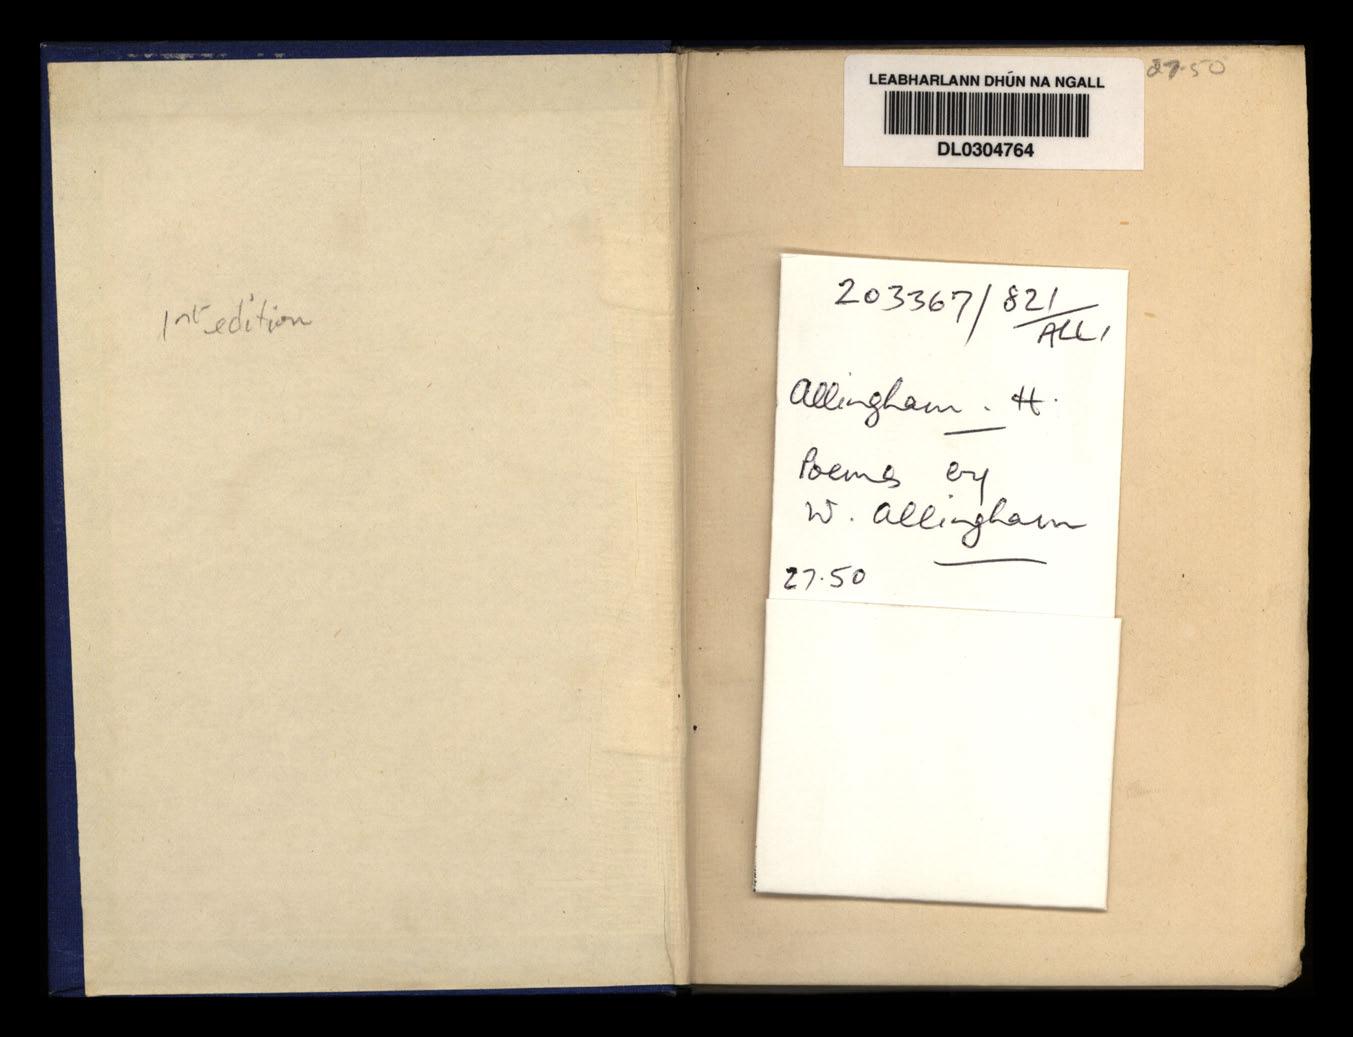 1st edition
27.50
LEABHARLANN DHÚN NA NGALL
DL0304764
203367/821/ALLI
Allingham. H.
Poems by
W. Allingham
27.50